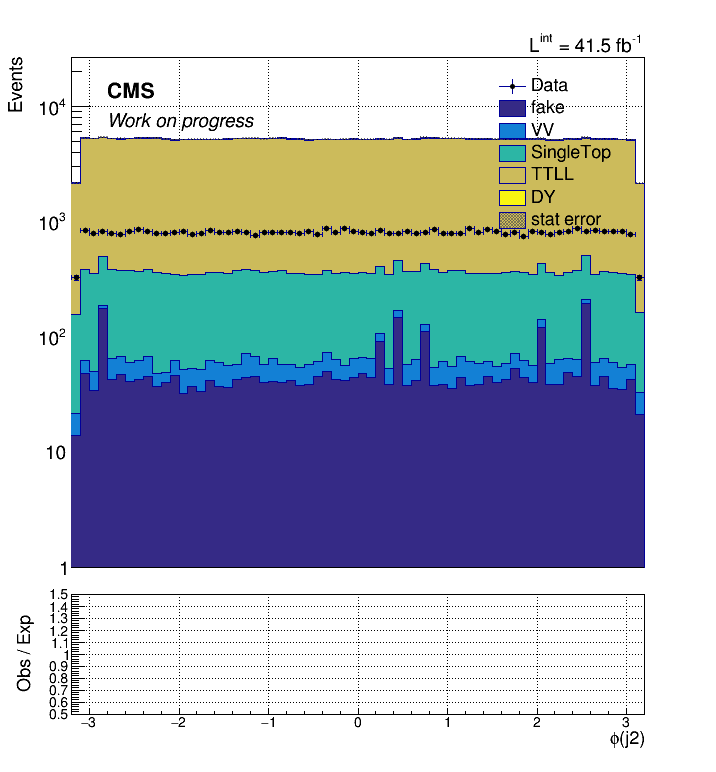 L^int = 41.5 fb^-1
Events
CMS
Work on progress
Data
fake
VV
SingleTop
TTLL
DY
stat error
10^4
10^3
10^2
10
1
Obs / Exp
1.5
1.4
1.3
1.2
1.1
1
0.9
0.8
0.7
0.6
0.5
−3 −2 −1 0 1 2 3
ϕ(j2)